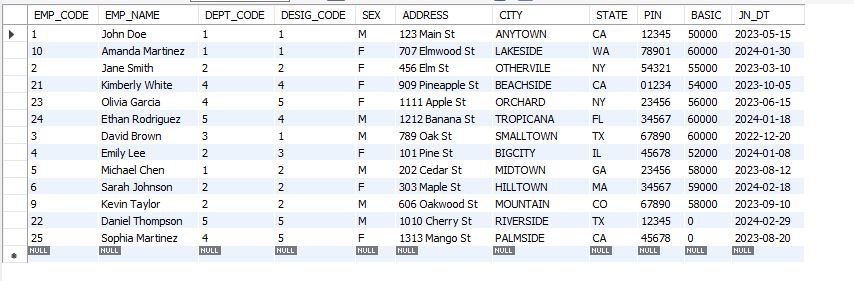 EMP_CODE EMP_NAME DEPT_CODE DESIG_CODE SEX ADDRESS CITY STATE PIN BASIC JN_DT
1 John Doe 1 1 M 123 Main St ANYTOWN CA 12345 50000 2023-05-15
10 Amanda Martinez 1 1 F 707 Elmwood St LAKESIDE WA 78901 60000 2024-01-30
2 Jane Smith 2 2 F 456 Elm St OTHERVILE NY 54321 55000 2023-03-10
21 Kimberly White 4 4 F 909 Pineapple St BEACHSIDE CA 01234 54000 2023-10-05
23 Olivia Garcia 4 5 F 1111 Apple St ORCHARD NY 23456 56000 2023-06-15
24 Ethan Rodriguez 5 4 M 1212 Banana St TROPICANA FL 34567 60000 2024-01-18
3 David Brown 3 1 M 789 Oak St SMALLTOWN TX 67890 60000 2022-12-20
4 Emily Lee 2 3 F 101 Pine St BIGCITY IL 45678 52000 2024-01-08
5 Michael Chen 1 2 M 202 Cedar St MIDTOWN GA 23456 58000 2023-08-12
6 Sarah Johnson 2 2 F 303 Maple St HILLTOWN MA 34567 59000 2024-02-18
9 Kevin Taylor 2 2 M 606 Oakwood St MOUNTAIN CO 67890 58000 2023-09-10
22 Daniel Thompson 5 5 M 1010 Cherry St RIVERSIDE TX 12345 0 2024-02-29
25 Sophia Martinez 4 5 F 1313 Mango St PALMSIDE CA 45678 0 2023-08-20
NULL NULL NULL NULL NULL NULL NULL NULL NULL NULL NULL